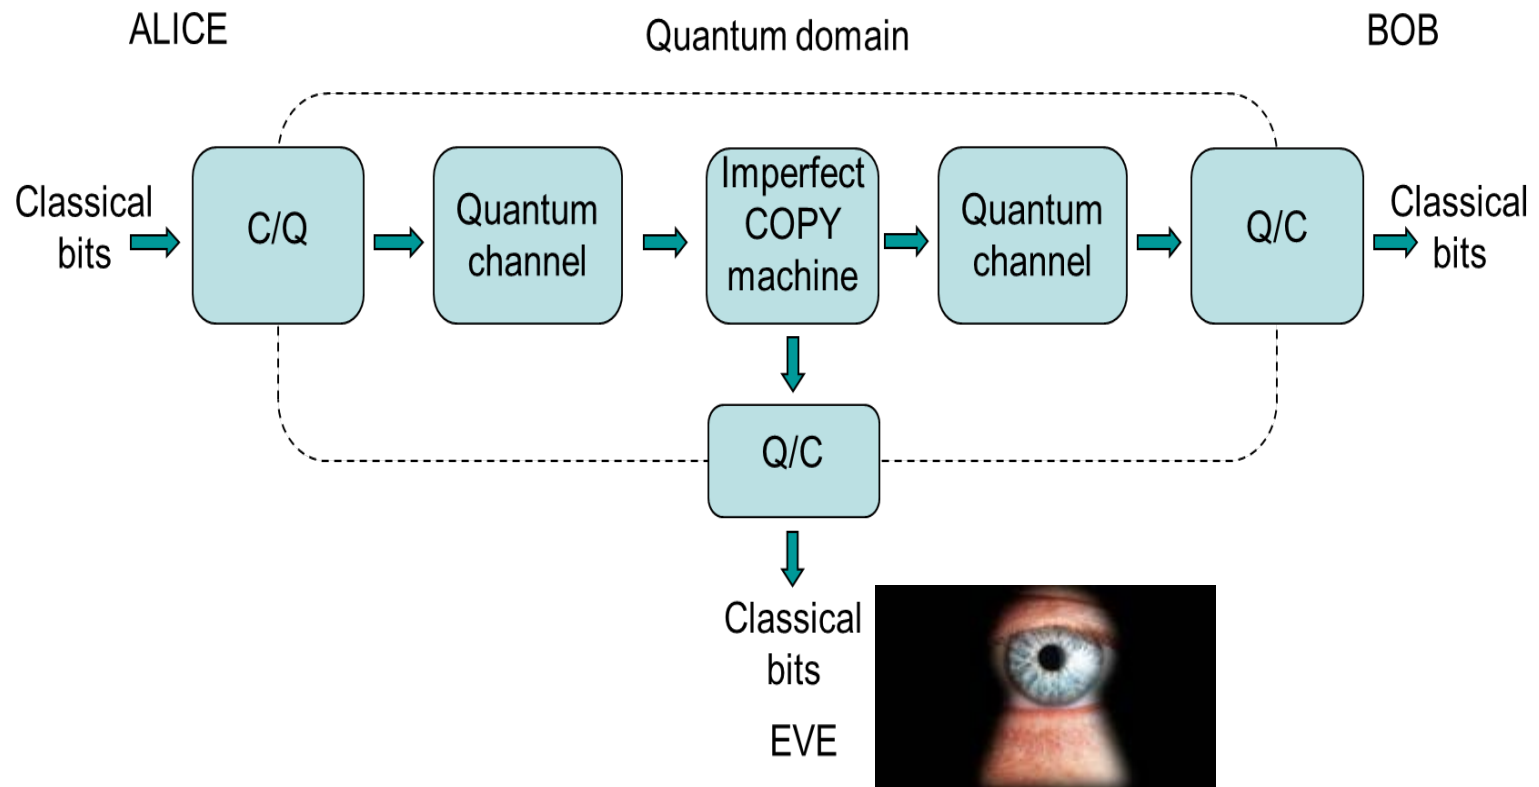 ALICE
Quantum domain
BOB
Classical
bits
C/Q
Quantum
channel
Imperfect
COPY
machine
Quantum
channel
Q/C
Classical
bits
Q/C
Classical
bits
EVE